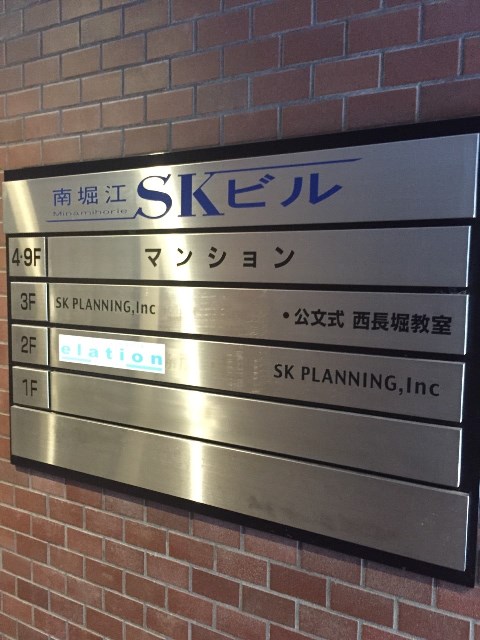 南堀江 SKビル
Minamihorie
4・9F マンション
3F SK PLANNING,Inc ・公文式 西長堀教室
2F elation SK PLANNING,Inc
1F